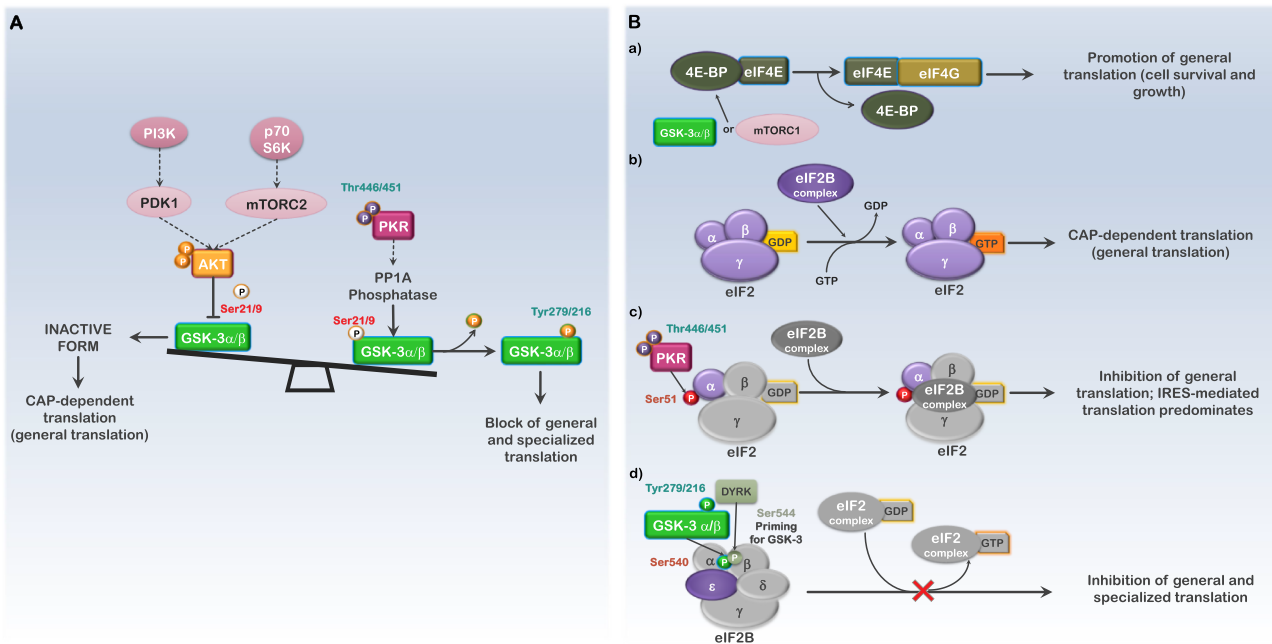 A
PI3K
p70
S6K
PDK1
mTORC2
AKT
P
P
P
Ser21/9
GSK-3α/β
INACTIVE
FORM
CAP-dependent
translation
(general translation)
Thr446/451
P
P
PKR
PP1A
Phosphatase
Ser21/9
P
GSK-3α/β
P
Tyr279/216
P
GSK-3α/β
Block of general
and specialized
translation
B
a)
4E-BP
eIF4E
eIF4E
eIF4G
4E-BP
GSK-3α/β
or
mTORC1
Promotion of general
translation (cell survival and
growth)
b)
eIF2B
complex
α
β
γ
GDP
eIF2
GDP
GTP
α
β
γ
GTP
eIF2
CAP-dependent translation
(general translation)
c)
Thr446/451
P
P
PKR
Ser51
P
α
β
γ
GDP
eIF2
eIF2B
complex
α
β
P
eIF2B
complex
GDP
γ
eIF2
Inhibition of general
translation; IRES-mediated
translation predominates
d)
Tyr279/216
P
DYRK
GSK-3 α/β
Ser544
Priming
for GSK-3
Ser540
α
P
P
β
ε
δ
γ
eIF2B
eIF2
complex
GDP
eIF2
complex
GTP
Inhibition of general and
specialized translation